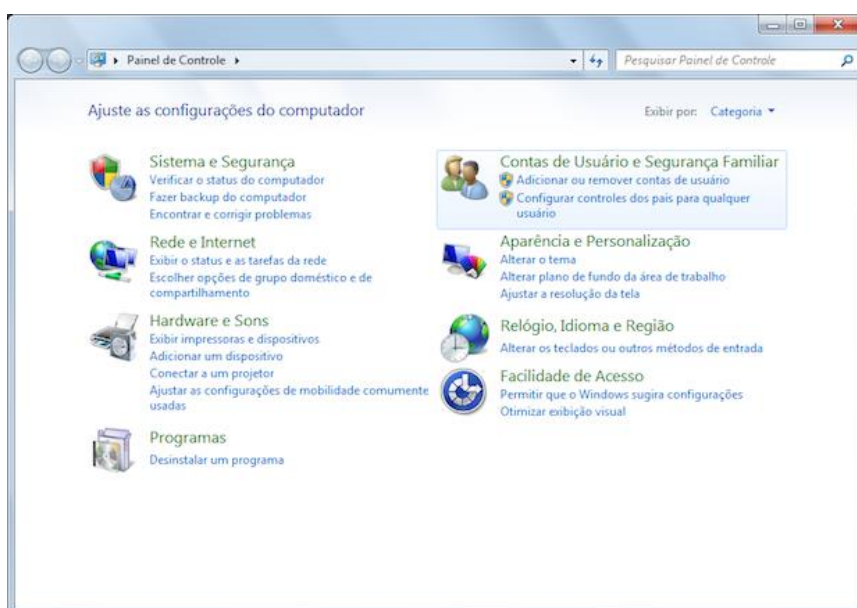 Painel de Controle
Pesquisar Painel de Controle
Ajuste as configurações do computador
Exibir por: Categoria
Sistema e Segurança
Verificar o status do computador
Fazer backup do computador
Encontrar e corrigir problemas
Rede e Internet
Exibir o status e as tarefas da rede
Escolher opções de grupo doméstico e de
compartilhamento
Hardware e Sons
Exibir impressoras e dispositivos
Adicionar um dispositivo
Conectar a um projetor
Ajustar as configurações de mobilidade comumente
usadas
Programas
Desinstalar um programa
Contas de Usuário e Segurança Familiar
Adicionar ou remover contas de usuário
Configurar controles dos pais para qualquer
usuário
Aparência e Personalização
Alterar o tema
Alterar plano de fundo da área de trabalho
Ajustar a resolução da tela
Relógio, Idioma e Região
Alterar os teclados ou outros métodos de entrada
Facilidade de Acesso
Permitir que o Windows sugira configurações
Otimizar exibição visual